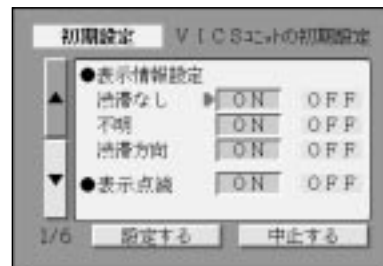 初期設定 VICSユニットの初期設定
●表示情報設定
渋滞なし ON OFF
不明 ON OFF
渋滞方向 ON OFF
●表示点滅 ON OFF
1/6 設定する 中止する